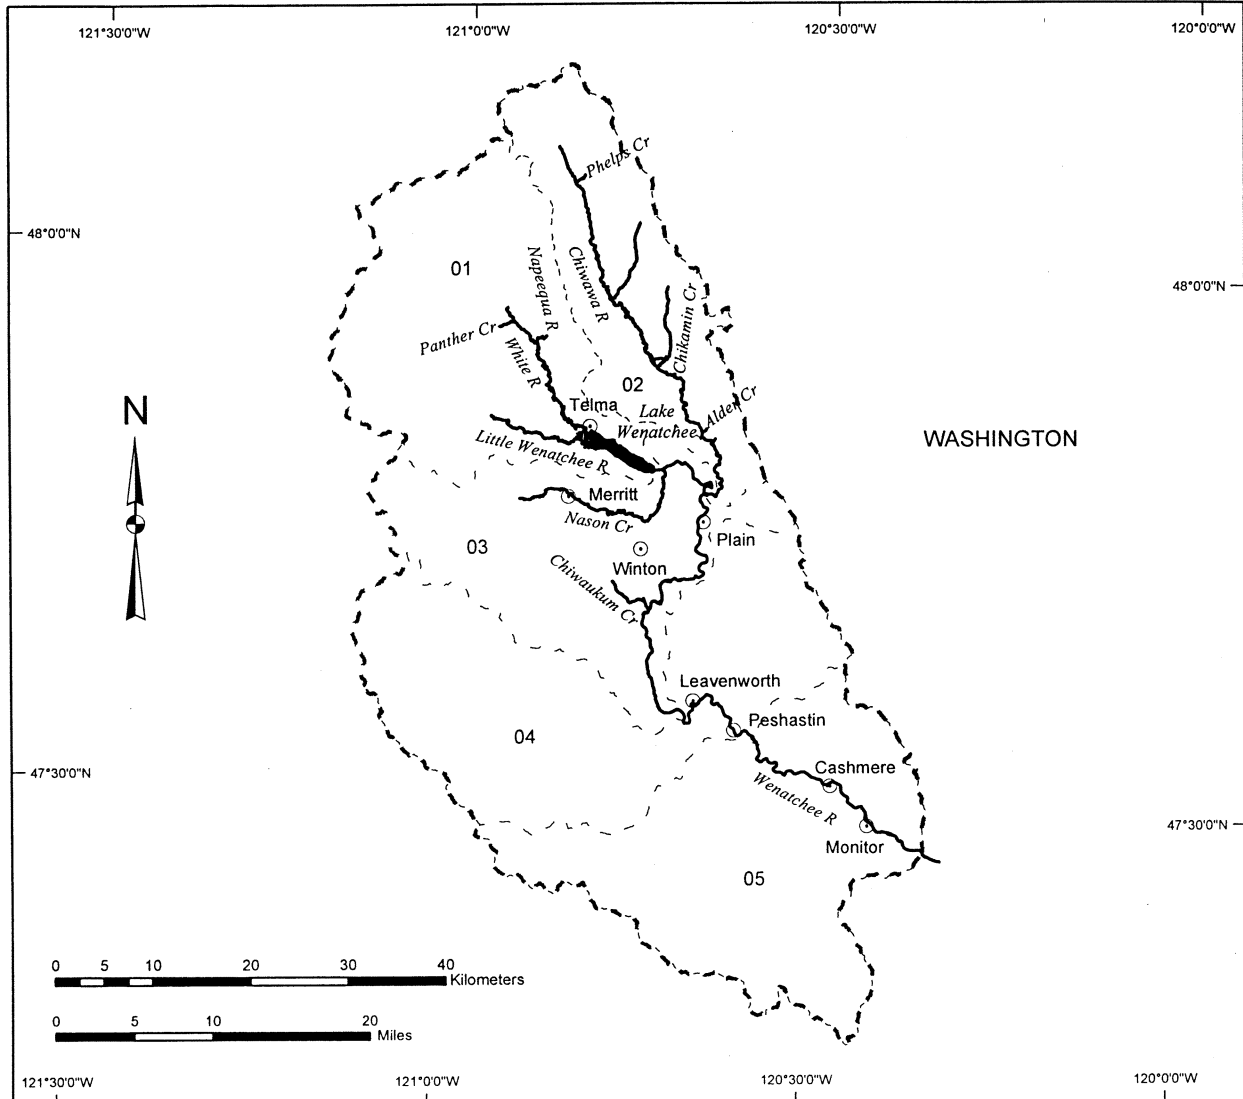 121°30'0"W
121°0'0"W
120°30'0"W
120°0'0"W
Phelps Cr
48°0'0"N
01
Napeequa R
Chiwawa R
48°0'0"N
Chikamin Cr
Panther Cr
White R
02
N
Telma
Lake
Wenatchee
Alder Cr
WASHINGTON
Little Wenatchee R
Merritt
Nason Cr
Plain
03
Winton
Chiwaukum Cr
Leavenworth
Peshastin
04
47°30'0"N
Cashmere
Wenatchee R
47°30'0"N
Monitor
05
0 5 10 20 30 40
Kilometers
0 5 10 20
Miles
121°30'0"W
121°0'0"W
120°30'0"W
120°0'0"W